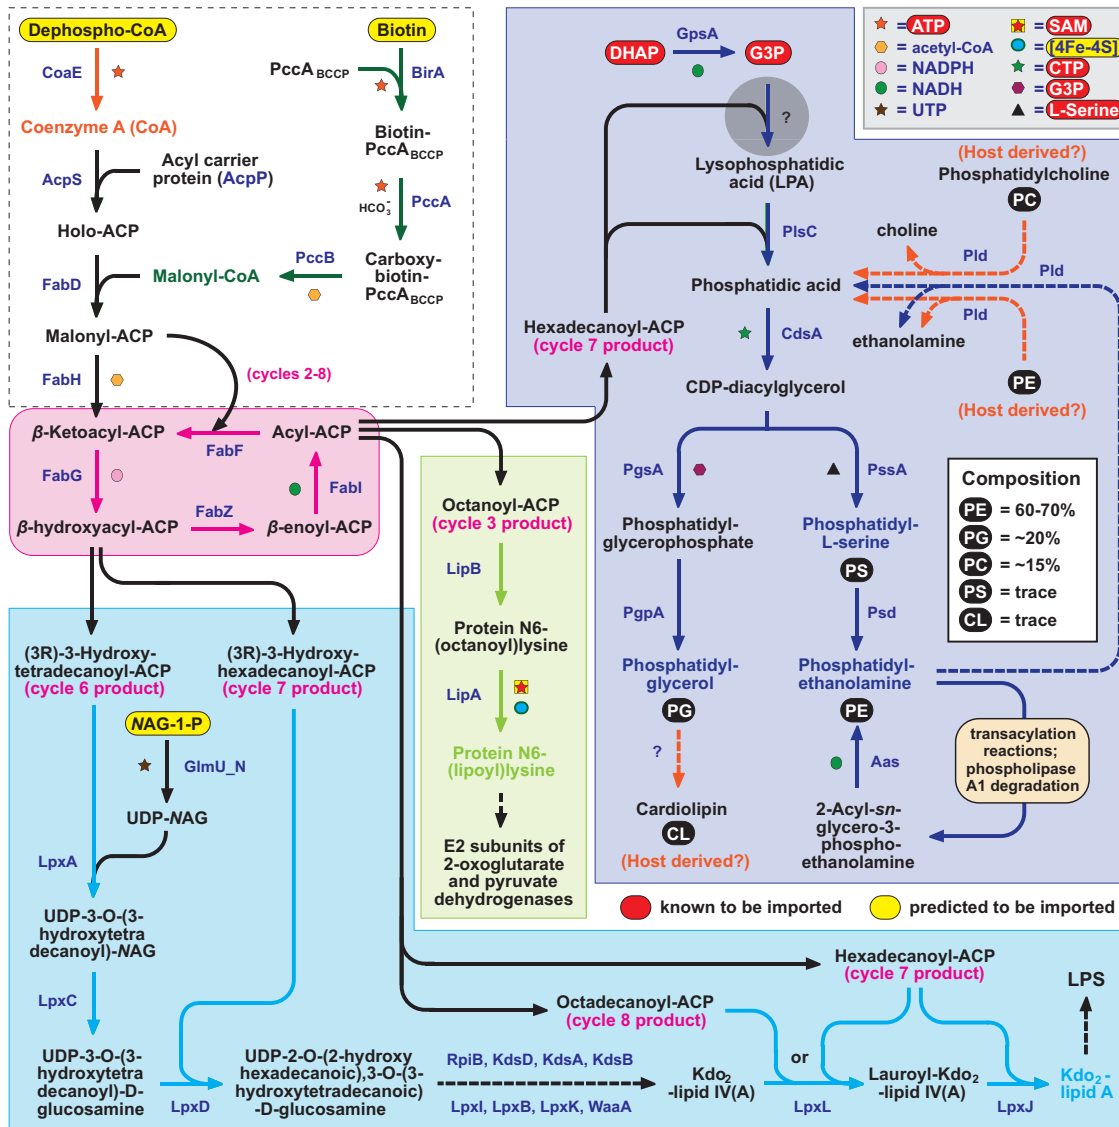 Dephospho-CoA
CoaE
Coenzyme A (CoA)
AcpS
Acyl carrier
protein (AcpP)
Holo-ACP
FabD
Malonyl-CoA
Malonyl-ACP
FabH
(cycles 2-8)
Biotin
PccA BCCP
BirA
Biotin-
PccA BCCP
HCO3-
PccA
PccB
Carboxy-
biotin-
PccA BCCP
β-Ketoacyl-ACP
Acyl-ACP
FabF
FabG
FabI
β-hydroxyacyl-ACP
FabZ
β-enoyl-ACP
DHAP
GpsA
G3P
?
Lysophosphatidic
acid (LPA)
PlsC
Phosphatidic acid
Hexadecanoyl-ACP
(cycle 7 product)
CdsA
CDP-diacylglycerol
PgsA
PssA
Phosphatidyl-
glycerophosphate
Phosphatidyl-
L-serine
PS
PgpA
Psd
Phosphatidyl-
glycerol
PG
Phosphatidyl-
ethanolamine
PE
?
Aas
Cardiolipin
CL
(Host derived?)
2-Acyl-sn-
glycero-3-
phospho-
ethanolamine
transacylation
reactions;
phospholipase
A1 degradation
= ATP
= acetyl-CoA
= NADPH
= NADH
= UTP
= SAM
= [4Fe-4S]
= CTP
= G3P
= L-Serine
(Host derived?)
Phosphatidylcholine
PC
choline
Pld
Pld
Pld
ethanolamine
PE
(Host derived?)
Composition
PE = 60-70%
PG = ~20%
PC = ~15%
PS = trace
CL = trace
Octanoyl-ACP
(cycle 3 product)
LipB
Protein N6-
(octanoyl)lysine
LipA
Protein N6-
(lipoyl)lysine
E2 subunits of
2-oxoglutarate
and pyruvate
dehydrogenases
known to be imported
predicted to be imported
(3R)-3-Hydroxy-
tetradecanoyl-ACP
(cycle 6 product)
(3R)-3-Hydroxy-
hexadecanoyl-ACP
(cycle 7 product)
NAG-1-P
GlmU_N
UDP-NAG
LpxA
UDP-3-O-(3-
hydroxytetra
decanoyl)-NAG
LpxC
UDP-3-O-(3-
hydroxytetra
decanoyl)-D-
glucosamine
LpxD
UDP-2-O-(2-hydroxy
hexadecanoic),3-O-(3-
hydroxytetradecanoic)
-D-glucosamine
RpiB, KdsD, KdsA, KdsB
LpxI, LpxB, LpxK, WaaA
Octadecanoyl-ACP
(cycle 8 product)
Hexadecanoyl-ACP
(cycle 7 product)
or
Kdo2
-lipid IV(A)
LpxL
Lauroyl-Kdo2
-lipid IV(A)
LpxJ
LPS
Kdo2 -
lipid A